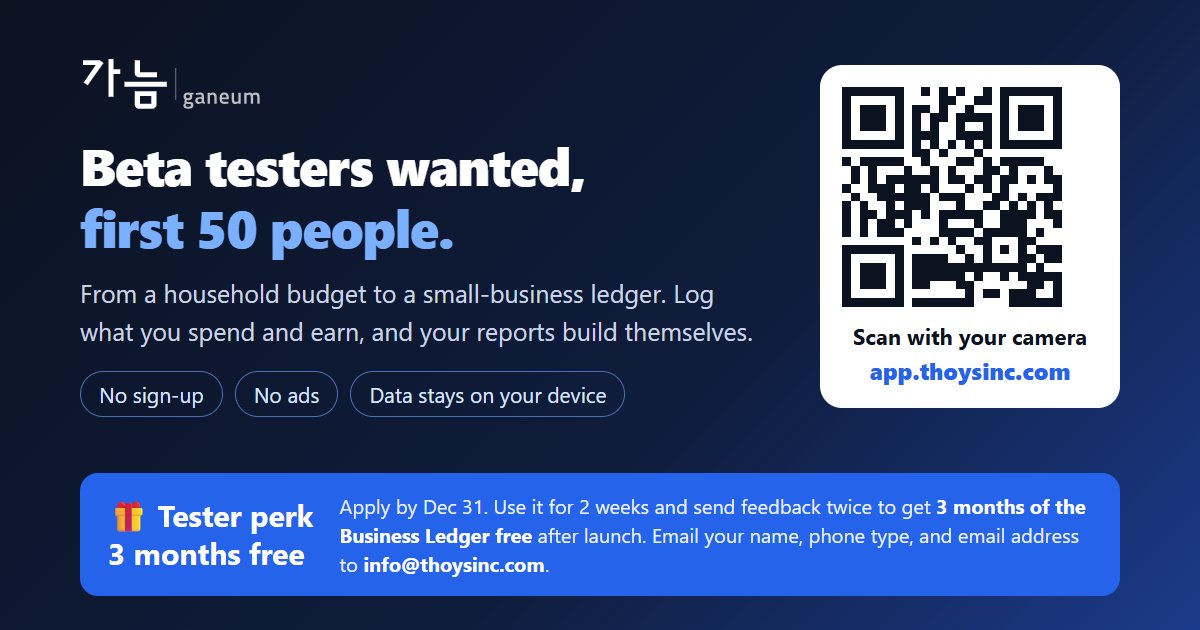 가늠 ganeum
Beta testers wanted,
first 50 people.
From a household budget to a small-business ledger. Log
what you spend and earn, and your reports build themselves.
No sign-up
No ads
Data stays on your device
Scan with your camera
app.thoysinc.com
Tester perk
3 months free
Apply by Dec 31. Use it for 2 weeks and send feedback twice to get 3 months of the
Business Ledger free after launch. Email your name, phone type, and email address
to info@thoysinc.com.